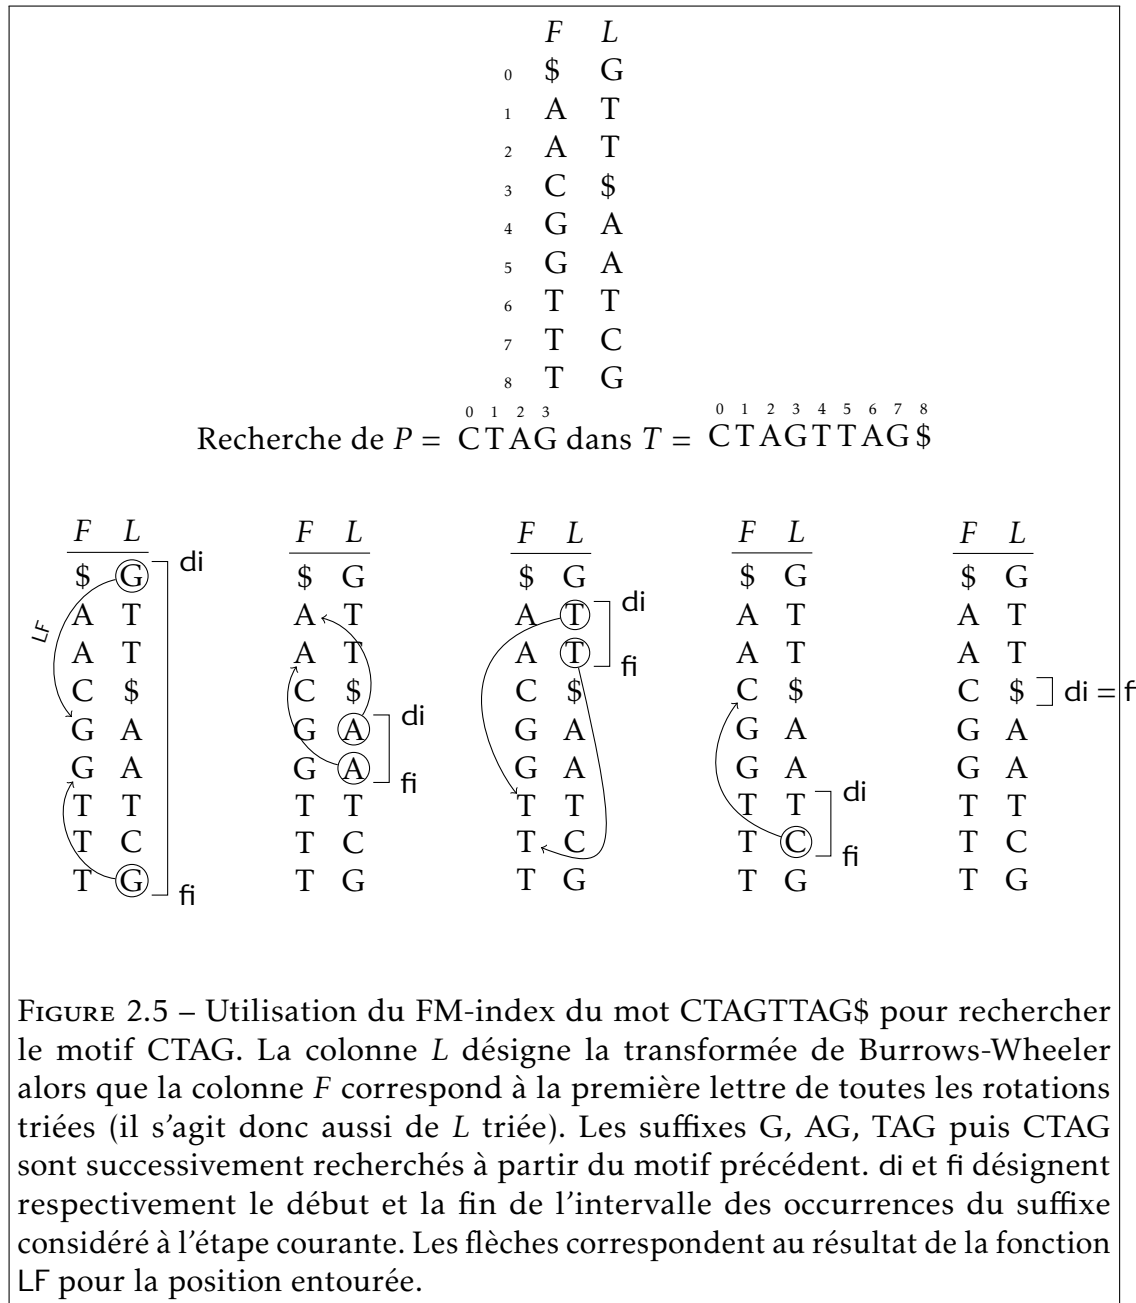 F L
0 $ G
1 A T
2 A T
3 C $
4 G A
5 G A
6 T T
7 T C
8 T G
0 1 2 3 0 1 2 3 4 5 6 7 8
Recherche de P = CTAG dans T = CTAGTTAG$
F L F L F L F L F L
$ G di $ G $ G $ G $ G
A T A T A T di A T A T
LF
A T A T A T fi A T A T
C $ C $ C $ C $ C $ di = f
G A G A di G A G A G A
G A G A fi G A G A G A
T T T T T T T T di T T
T C T C T C T C fi T C
T G fi T G T G T G T G
FIGURE 2.5 – Utilisation du FM-index du mot CTAGTTAG$ pour rechercher
le motif CTAG. La colonne L désigne la transformée de Burrows-Wheeler
alors que la colonne F correspond à la première lettre de toutes les rotations
triées (il s'agit donc aussi de L triée). Les suffixes G, AG, TAG puis CTAG
sont successivement recherchés à partir du motif précédent. di et fi désignent
respectivement le début et la fin de l'intervalle des occurrences du suffixe
considéré à l'étape courante. Les flèches correspondent au résultat de la fonction
LF pour la position entourée.